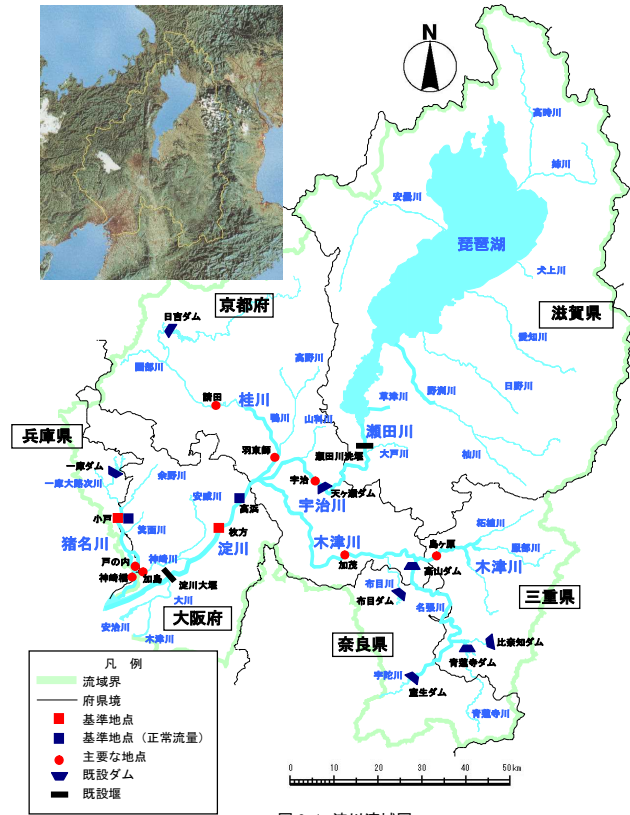 N
高時川
姉川
安曇川
琵琶湖
犬上川
京都府
滋賀県
日吉ダム
愛知川
園部川
高野川
日野川
請田
桂川
鴨川
山科川
草津川
野洲川
瀬田川
兵庫県
羽束師
瀬田川洗堰
大戸川
杣川
一庫ダム
余野川
一庫大路次川
宇治
天ヶ瀬ダム
安威川
高浜
宇治川
小戸
箕面川
枚方
淀川
木津川
柘植川
島ヶ原
服部川
猪名川
神崎川
戸の内
加茂
高山ダム
木津川
神崎橋
加島
淀川大堰
布目川
布目ダム
名張川
三重県
大川
大阪府
安治川
木津川
奈良県
比奈知ダム
青蓮寺ダム
宇陀川
室生ダム
青蓮寺川
凡 例
流域界
府県境
基準地点
基準地点（正常流量）
主要な地点
既設ダム
既設堰
0 10 20 30 40 50km